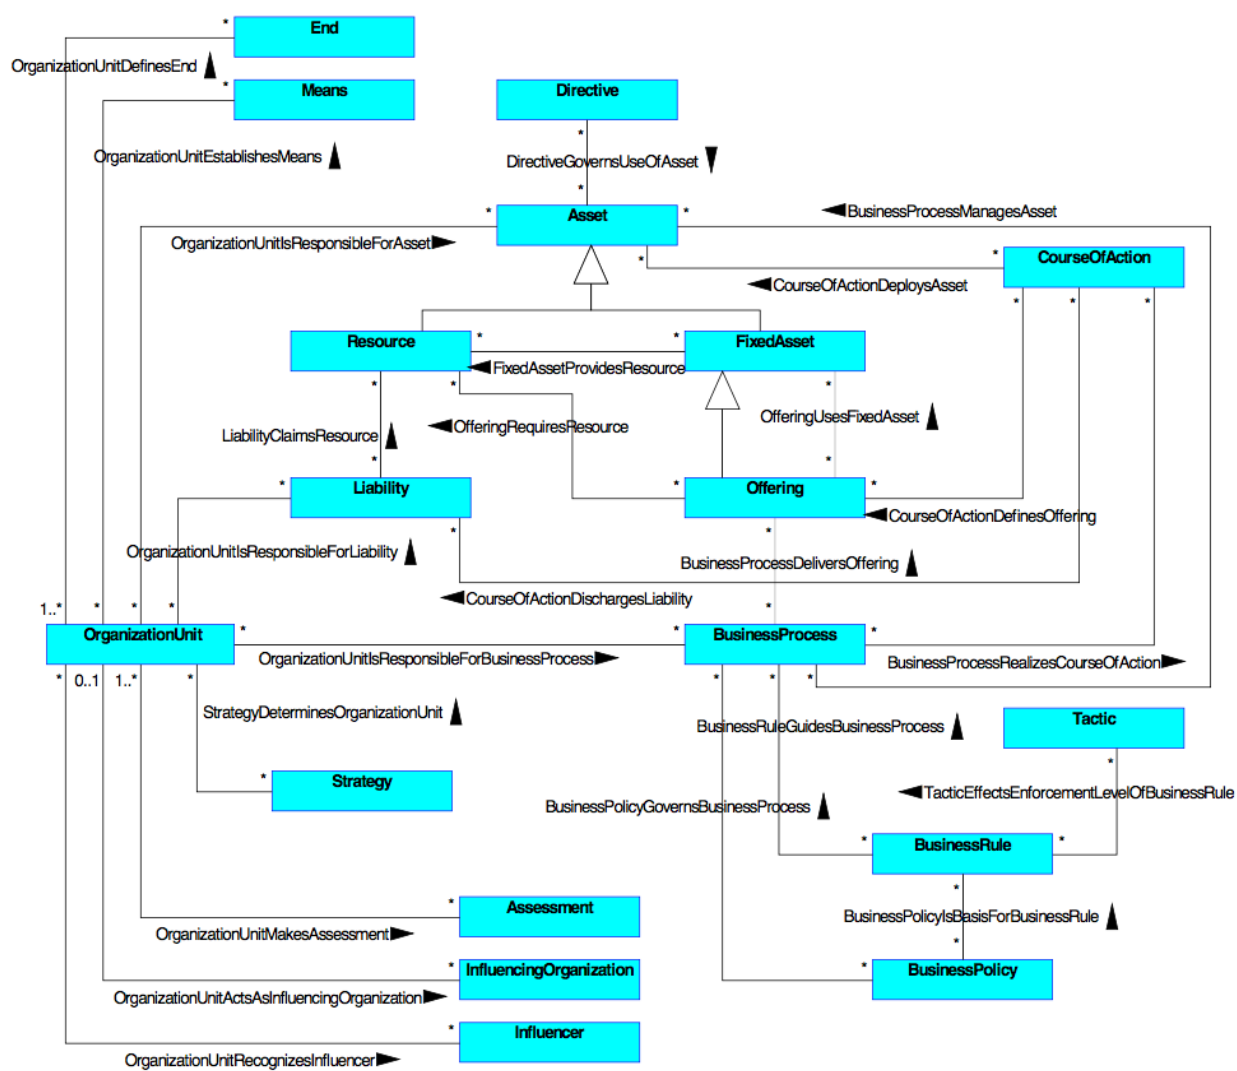 *
End
OrganizationUnitDefinesEnd
*
Means
Directive
OrganizationUnitEstablishesMeans
*
DirectiveGovernsUseOfAsset
*
*
Asset
*
BusinessProcessManagesAsset
OrganizationUnitIsResponsibleForAsset
*
*
CourseOfAction
CourseOfActionDeploysAsset
*
*
*
Resource
*
*
FixedAsset
FixedAssetProvidesResource
*
*
*
OfferingUsesFixedAsset
OfferingRequiresResource
LiabilityClaimsResource
*
*
*
Liability
*
Offering
*
CourseOfActionDefinesOffering
*
*
OrganizationUnitIsResponsibleForLiability
BusinessProcessDeliversOffering
CourseOfActionDischargesLiability
1..*
*
*
*
*
OrganizationUnit
*
*
BusinessProcess
*
OrganizationUnitIsResponsibleForBusinessProcess
BusinessProcessRealizesCourseOfAction
*
0..1
1..*
*
*
*
*
StrategyDeterminesOrganizationUnit
BusinessRuleGuidesBusinessProcess
Tactic
*
*
Strategy
TacticEffectsEnforcementLevelOfBusinessRule
BusinessPolicyGovernsBusinessProcess
*
BusinessRule
*
*
*
Assessment
BusinessPolicyIsBasisForBusinessRule
OrganizationUnitMakesAssessment
*
*
InfluencingOrganization
*
BusinessPolicy
OrganizationUnitActsAsInfluencingOrganization
*
Influencer
OrganizationUnitRecognizesInfluencer